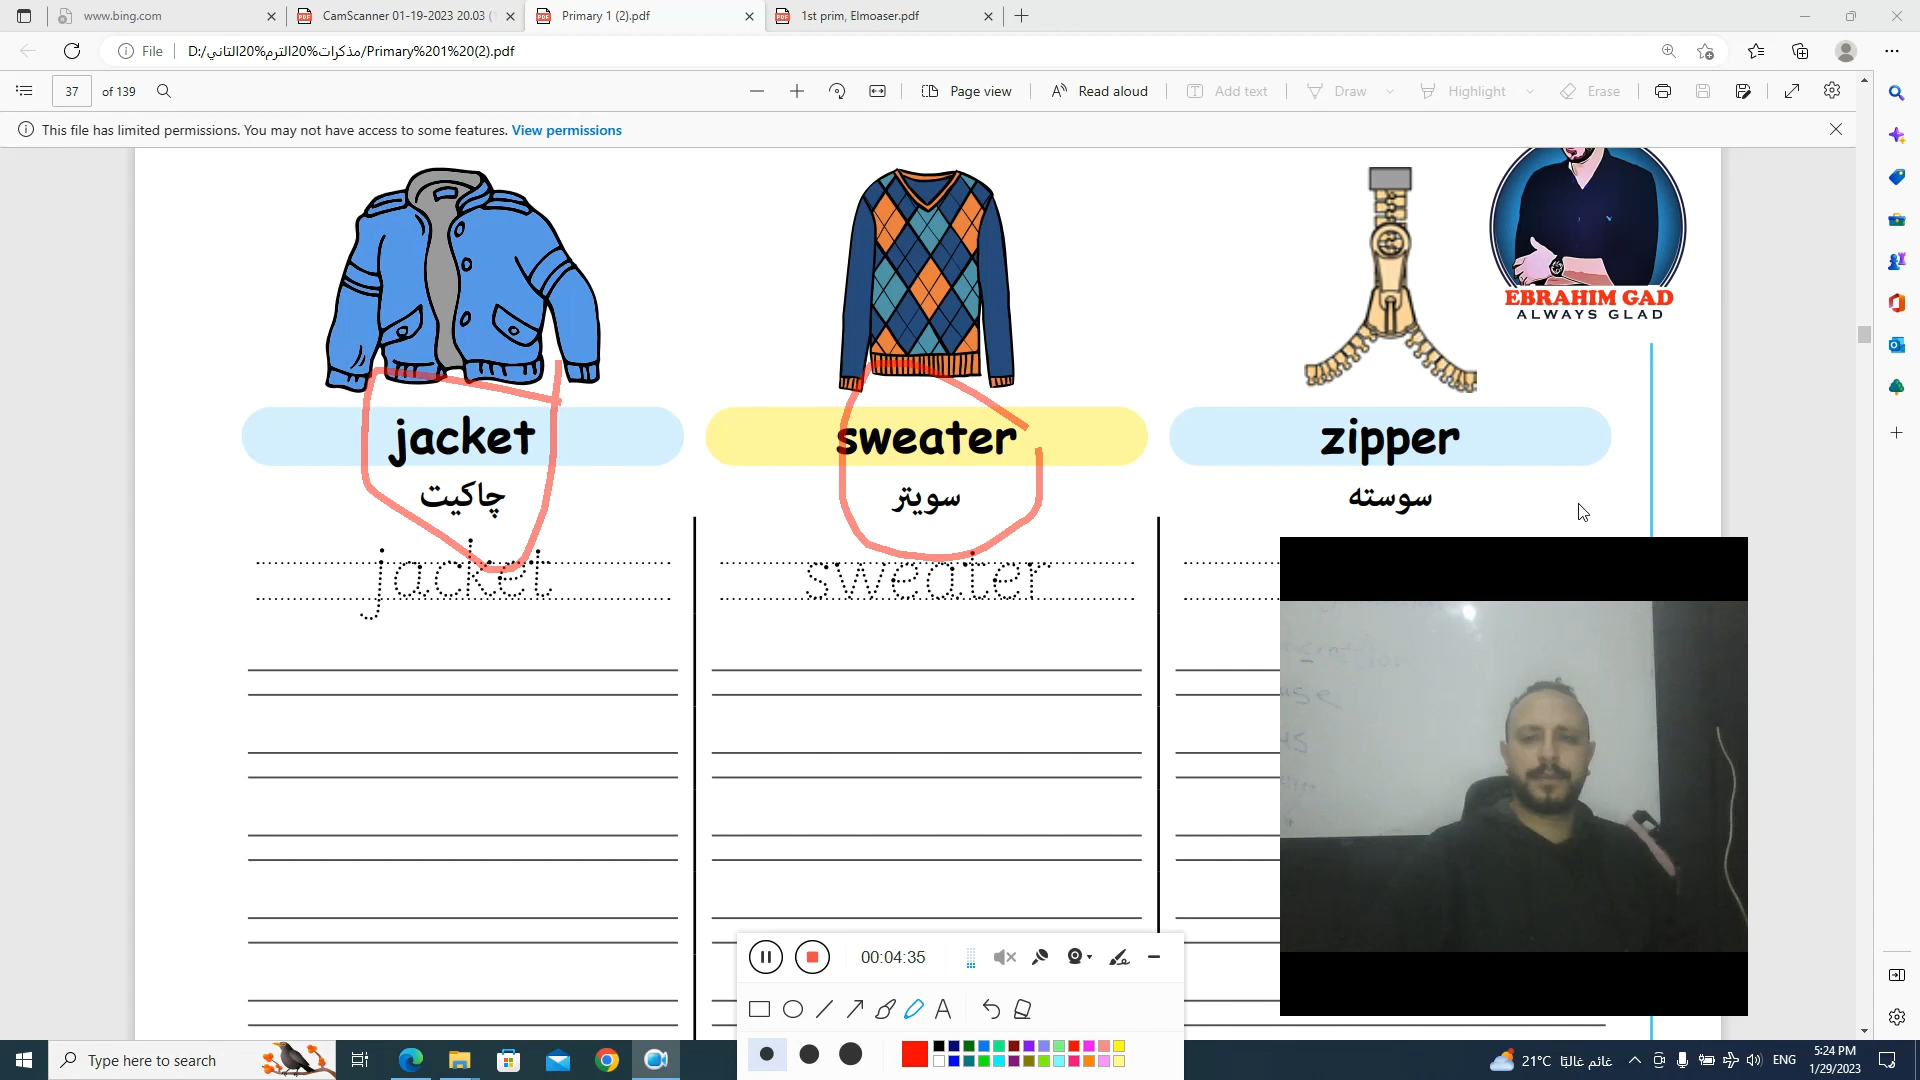 www.bing.com
CamScanner 01-19-2023 20.03 (
Primary 1 (2).pdf
1st prim, Elmoaser.pdf
File
D:/مذكرات%20الترم%20التاني/Primary%201%20(2).pdf
37 of 139
Page view
Read aloud
Add text
Draw
Highlight
Erase
This file has limited permissions. You may not have access to some features. View permissions
EBRAHIM GAD
ALWAYS GLAD
jacket
sweater
zipper
چاكيت
سويتر
سوسته
jacket
sweater
00:04:35
A
Type here to search
21°C غائم غالبًا
ENG
5:24 PM
1/29/2023